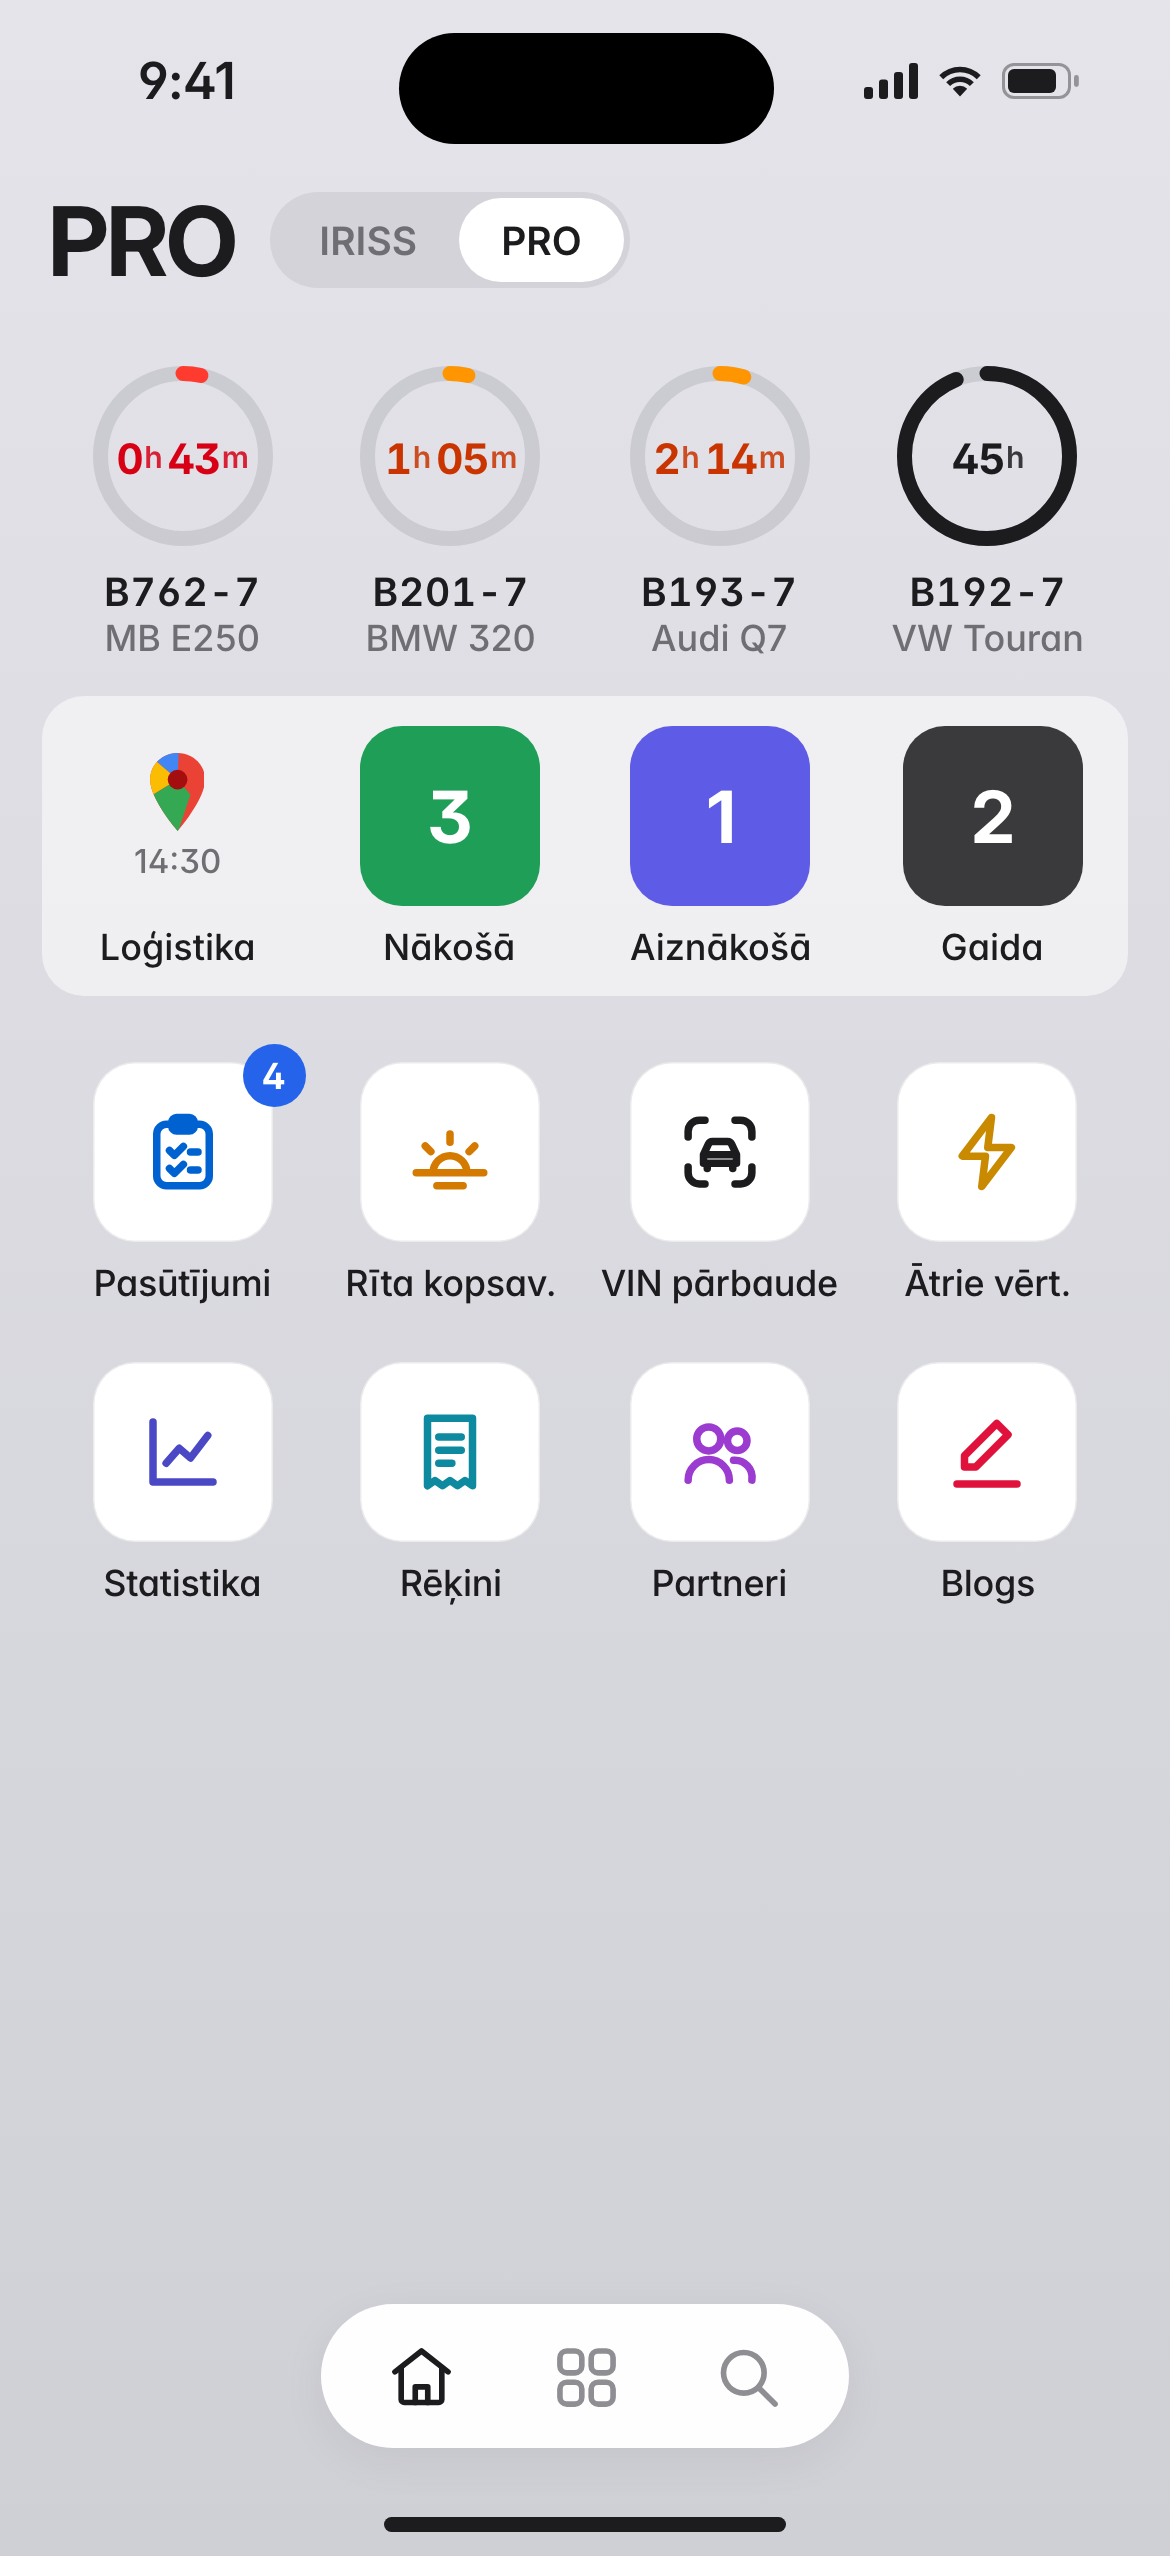 9:41
PRO IRISS PRO
0h 43m 1h 05m 2h 14m 45h
B762-7 B201-7 B193-7 B192-7
MB E250 BMW 320 Audi Q7 VW Touran
3 1 2
14:30
Loģistika Nākošā Aiznākošā Gaida
4
Pasūtījumi Rīta kopsav. VIN pārbaude Ātrie vērt.
Statistika Rēķini Partneri Blogs